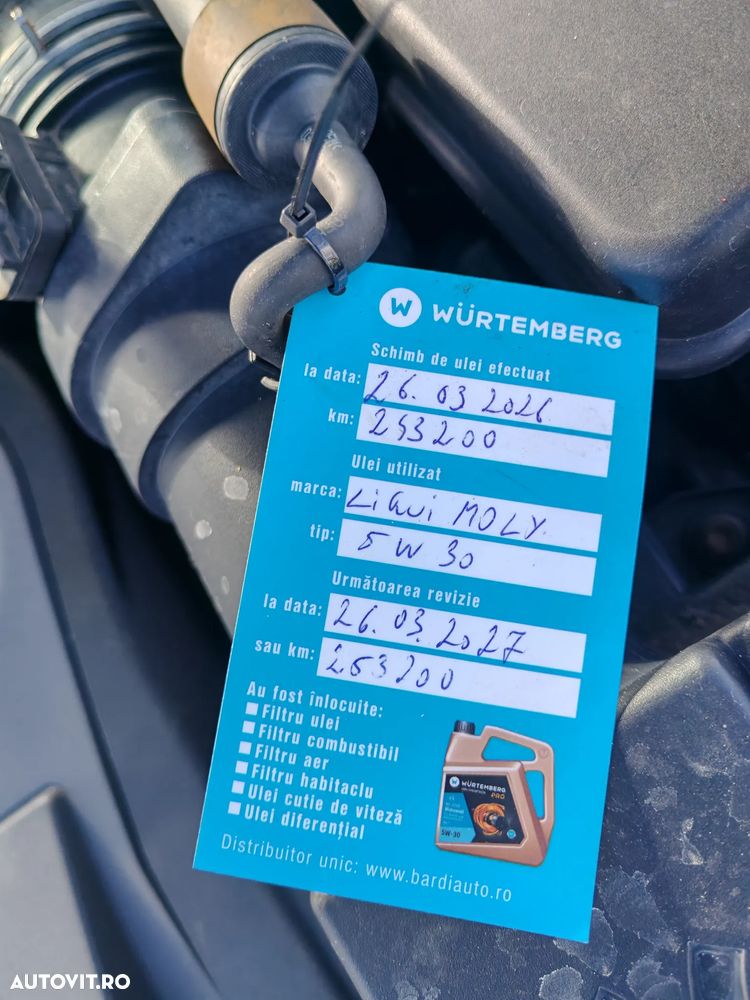 W WÜRTEMBERG
Schimb de ulei efectuat
la data: 26.03 2026
km: 243200
Ulei utilizat
marca: LiQui MOLY
tip: 5W 30
Următoarea revizie
la data: 26.03.2027
sau km: 253200
Au fost înlocuite:
Filtru ulei
Filtru combustibil
Filtru aer
Filtru habitaclu
Ulei cutie de viteză
Ulei diferențial
WÜRTEMBERG
PRO
5W-30
Distribuitor unic: www.bardiauto.ro
AUTOVIT.RO